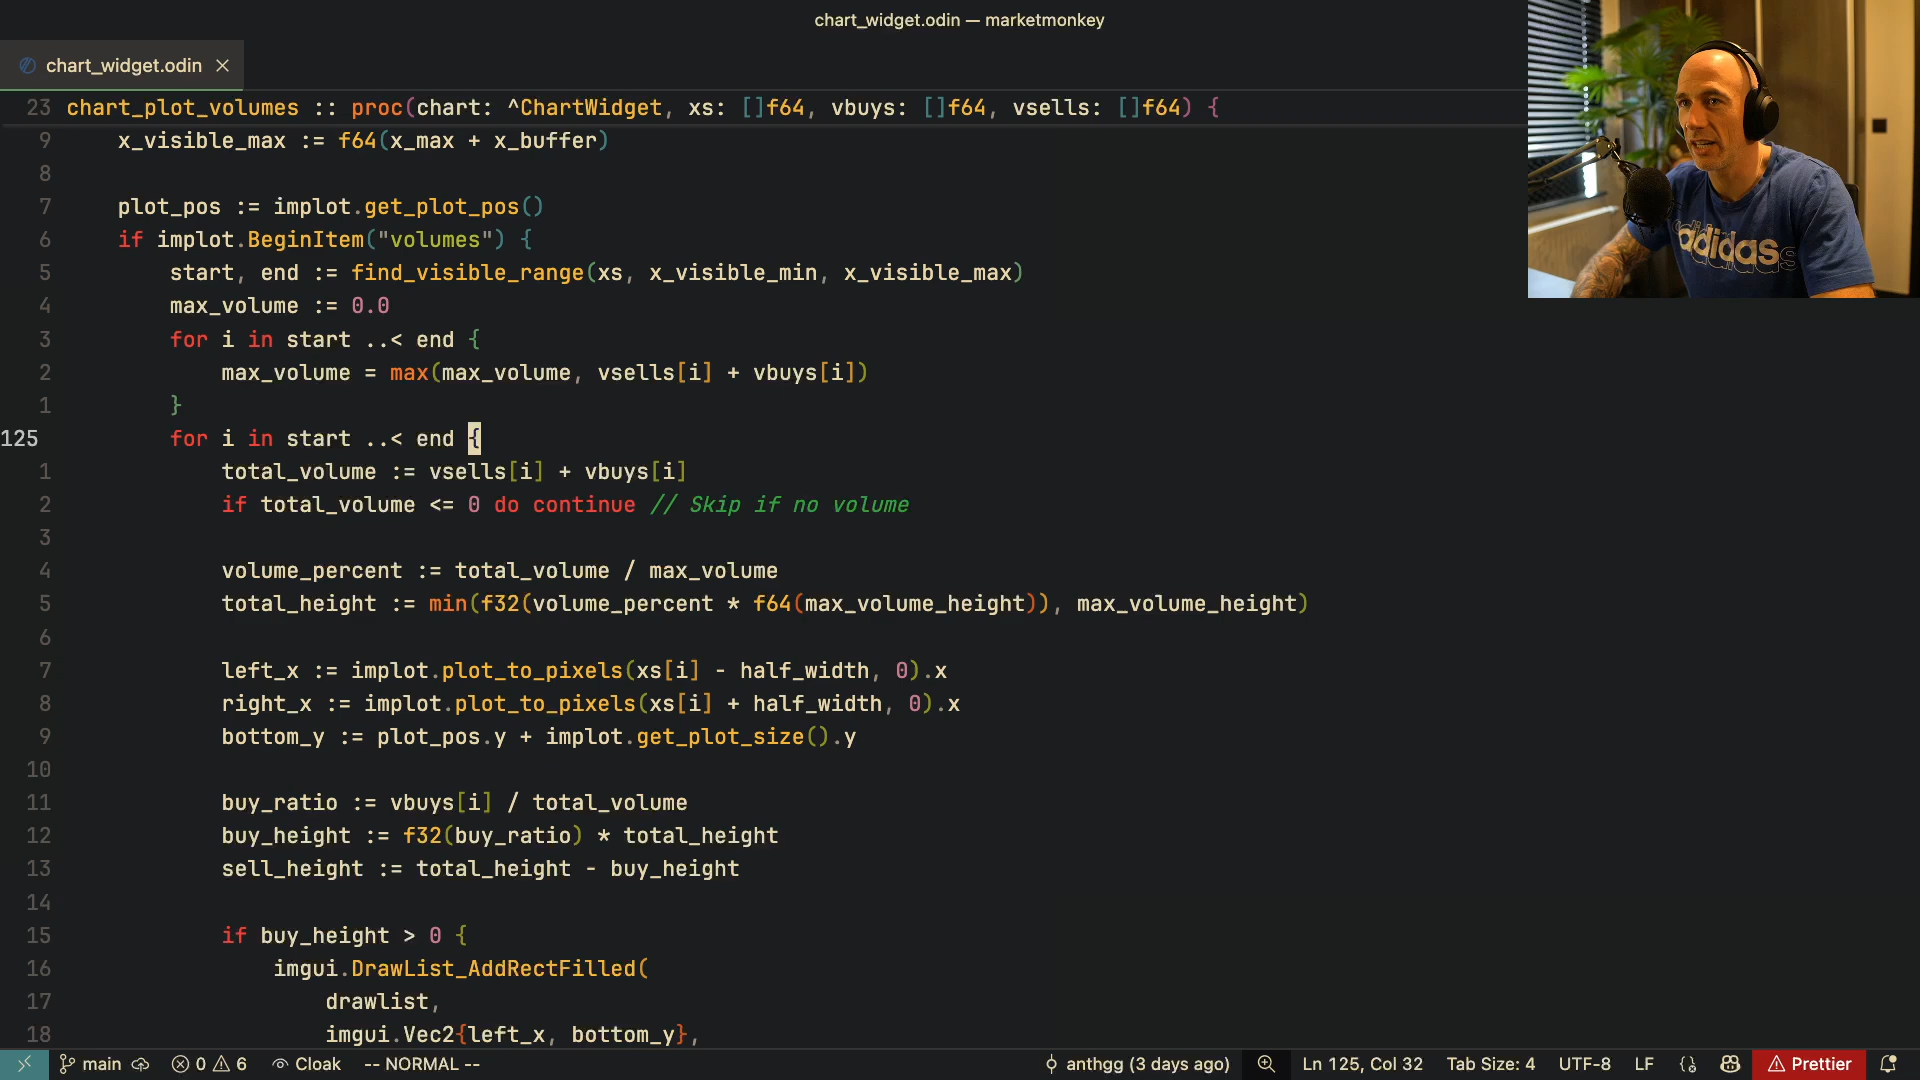 chart_widget.odin — marketmonkey
chart_widget.odin
23 chart_plot_volumes :: proc(chart: ^ChartWidget, xs: []f64, vbuys: []f64, vsells: []f64) {
9 x_visible_max := f64(x_max + x_buffer)
8
7 plot_pos := implot.get_plot_pos()
6 if implot.BeginItem("volumes") {
5 start, end := find_visible_range(xs, x_visible_min, x_visible_max)
4 max_volume := 0.0
3 for i in start ..< end {
2 max_volume = max(max_volume, vsells[i] + vbuys[i])
1 }
125 for i in start ..< end {
1 total_volume := vsells[i] + vbuys[i]
2 if total_volume <= 0 do continue // Skip if no volume
3
4 volume_percent := total_volume / max_volume
5 total_height := min(f32(volume_percent * f64(max_volume_height)), max_volume_height)
6
7 left_x := implot.plot_to_pixels(xs[i] - half_width, 0).x
8 right_x := implot.plot_to_pixels(xs[i] + half_width, 0).x
9 bottom_y := plot_pos.y + implot.get_plot_size().y
10
11 buy_ratio := vbuys[i] / total_volume
12 buy_height := f32(buy_ratio) * total_height
13 sell_height := total_height - buy_height
14
15 if buy_height > 0 {
16 imgui.DrawList_AddRectFilled(
17 drawlist,
18 imgui.Vec2{left_x, bottom_y},
main 0 6 Cloak -- NORMAL -- anthgg (3 days ago) Ln 125, Col 32 Tab Size: 4 UTF-8 LF {} Prettier
adidas